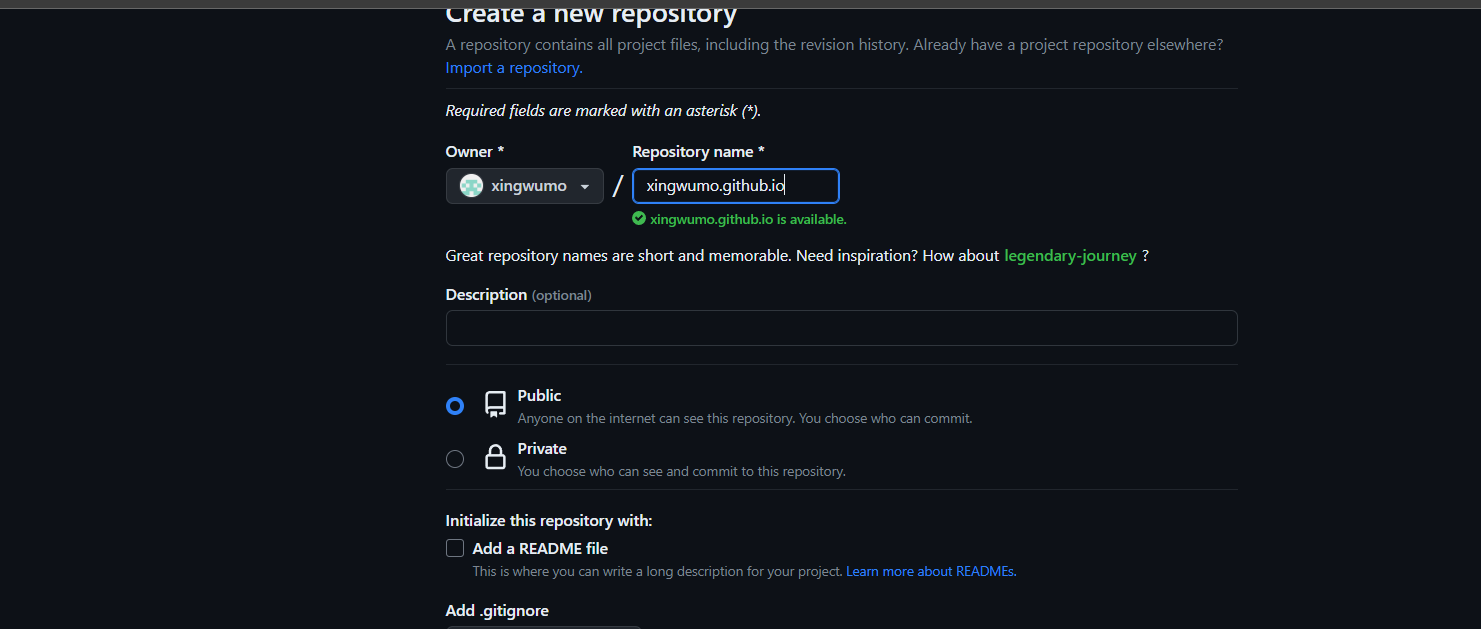 Create a new repository
A repository contains all project files, including the revision history. Already have a project repository elsewhere?
Import a repository.
Required fields are marked with an asterisk (*).
Owner * Repository name *
xingwumo / xingwumo.github.io
xingwumo.github.io is available.
Great repository names are short and memorable. Need inspiration? How about legendary-journey ?
Description (optional)
Public
Anyone on the internet can see this repository. You choose who can commit.
Private
You choose who can see and commit to this repository.
Initialize this repository with:
Add a README file
This is where you can write a long description for your project. Learn more about READMEs.
Add .gitignore